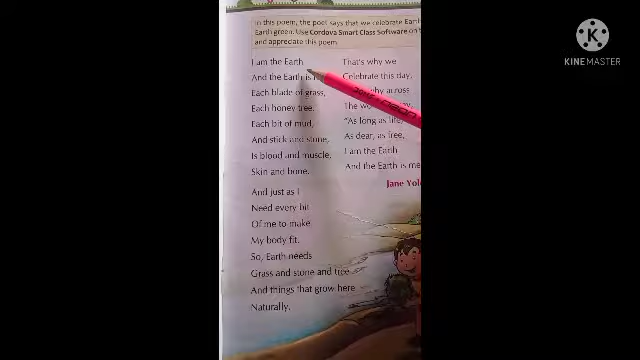 In this poem, the poet says that we celebrate Earth
Earth green. Use Cordova Smart Class Software on
and appreciate this poem.
I am the Earth
And the Earth is
Each blade of grass,
Each honey tree,
Each bit of mud,
And stick and stone,
Is blood and muscle,
Skin and bone.
And just as I
Need every bit
Of me to make
My body fit.
So, Earth needs
Grass and stone and tree
And things that grow here
Naturally.
That's why we
Celebrate this day,
across
The
"As long as life,
As dear, as free,
I am the Earth
And the Earth is me
Jane
KINEMASTER